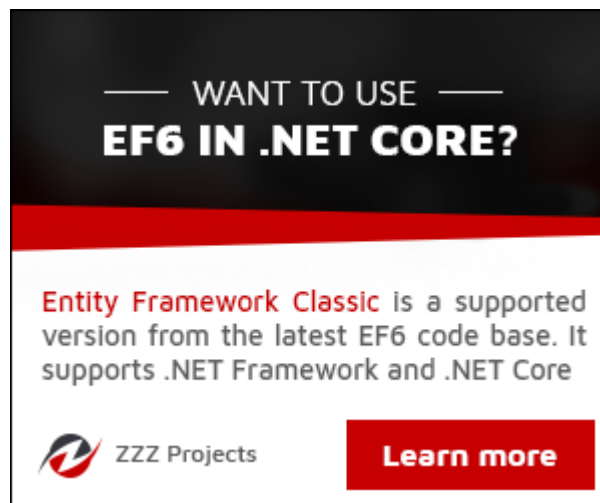 WANT TO USE
EF6 IN .NET CORE?
Entity Framework Classic is a supported
version from the latest EF6 code base. It
supports .NET Framework and .NET Core
ZZZ Projects
Learn more